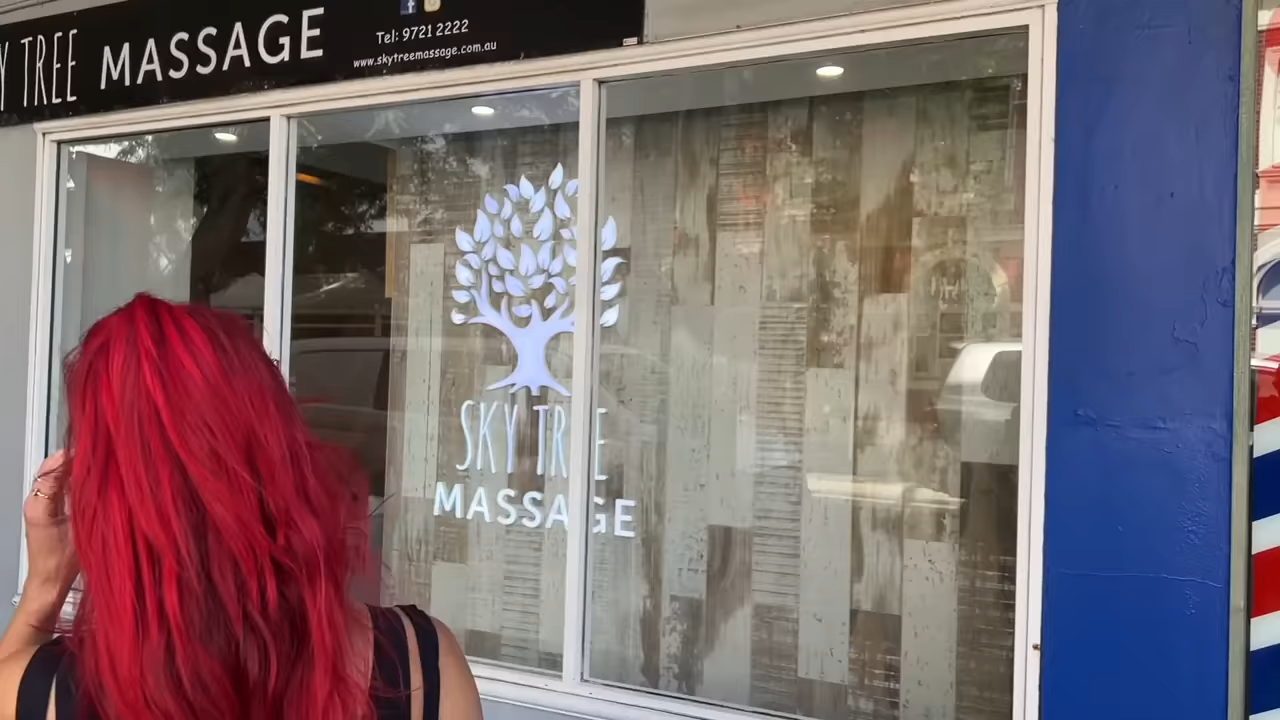 Y TREE MASSAGE
Tel: 9721 2222
www.skytreemassage.com.au
SKY TREE
MASSAGE